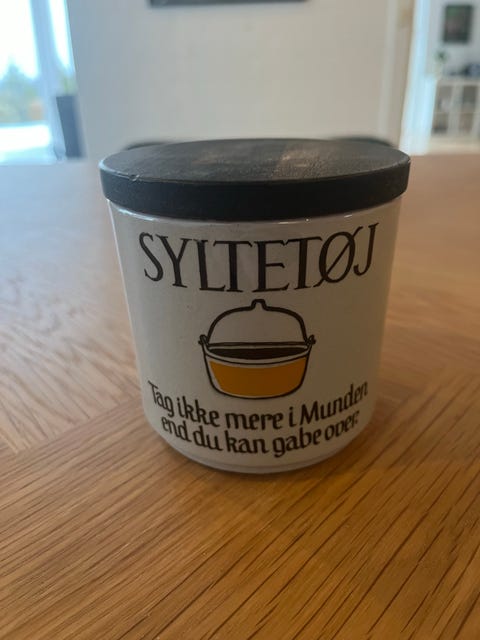 SYLTETØJ
Tag ikke mere i Munden
end du kan gabe over.